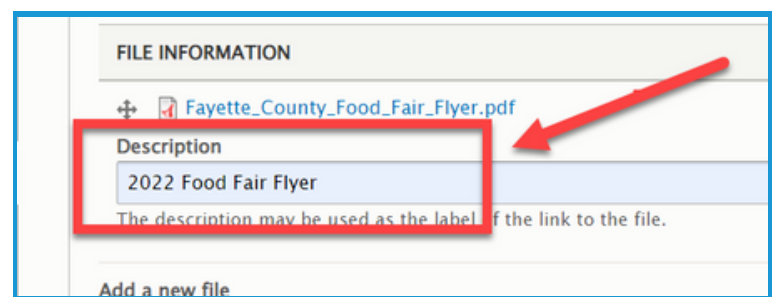 FILE INFORMATION
Fayette_County_Food_Fair_Flyer.pdf
Description
2022 Food Fair Flyer
The description may be used as the label of the link to the file.
Add a new file